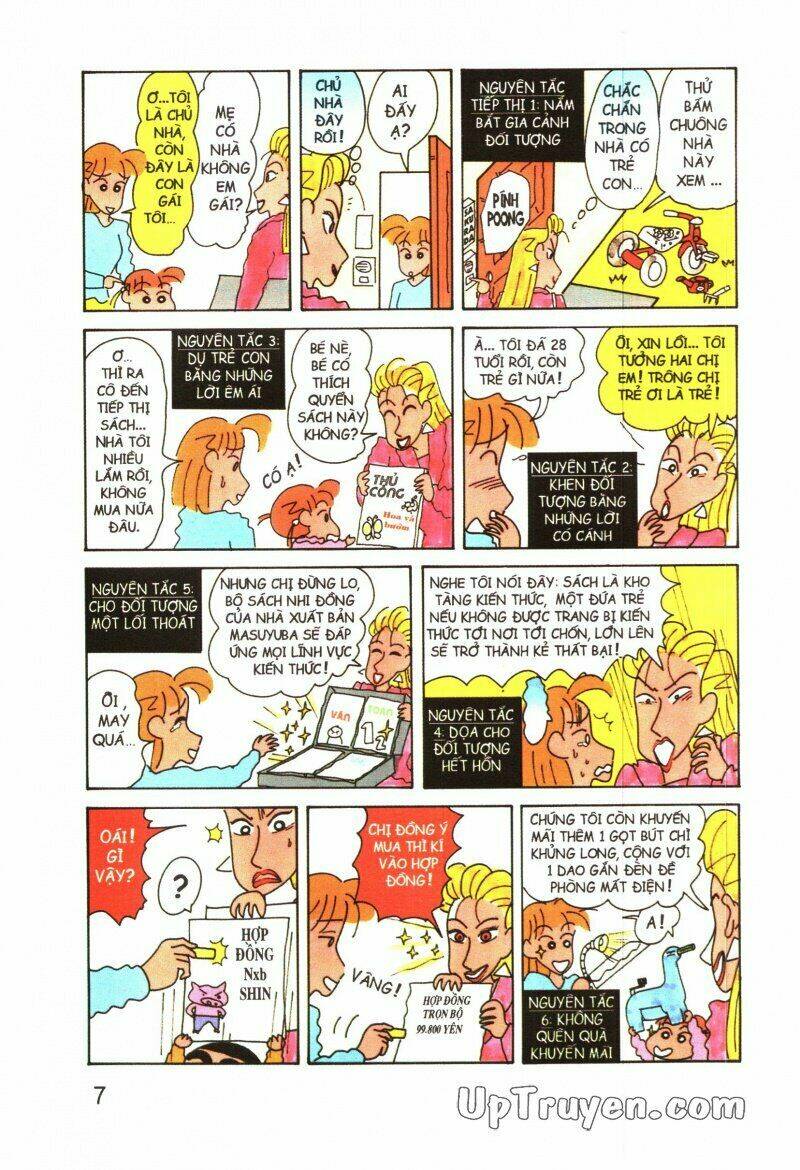 NGUYÊN TẮC
TIẾP THỊ 1: NẮM
BẮT GIA CẢNH
ĐỐI TƯỢNG
THỬ
BẤM
CHUÔNG
NHÀ
NÀY
XEM ...
CHẮC
CHẮN
TRONG
NHÀ CÓ
TRẺ
CON...
PÍNH
POONG
SAKURADA
AI
ĐẤY
Ạ?
CHỦ
NHÀ
ĐÂY
RỒI!
MẸ
CÓ
NHÀ
KHÔNG
EM
GÁI?
Ơ...TÔI
LÀ CHỦ
NHÀ,
CÒN
ĐÂY LÀ
CON
GÁI
TÔI...
ÔI, XIN LỖI... TÔI
TƯỞNG HAI CHỊ
EM! TRÔNG CHỊ
TRẺ ƠI LÀ TRẺ!
À... TÔI ĐÃ 28
TUỔI RỒI, CÒN
TRẺ GÌ NỮA!
NGUYÊN TẮC 2:
KHEN ĐỐI
TƯỢNG BẰNG
NHỮNG LỜI
CÓ CÁNH
NGUYÊN TẮC 3:
DỤ TRẺ CON
BẰNG NHỮNG
LỜI ÊM ÁI
BÉ NÈ,
BÉ CÓ
THÍCH
QUYỂN
SÁCH NÀY
KHÔNG?
CÓ Ạ!
THỦ
CÔNG
Hoa và
bướm
Ơ...
THÌ RA
CÔ ĐẾN
TIẾP THỊ
SÁCH...
NHÀ TÔI
NHIỀU
LẮM RỒI,
KHÔNG
MUA NỮA
ĐÂU.
NGHE TÔI NÓI ĐÂY: SÁCH LÀ KHO
TÀNG KIẾN THỨC, MỘT ĐỨA TRẺ
NẾU KHÔNG ĐƯỢC TRANG BỊ KIẾN
THỨC TỚI NƠI TỚI CHỐN, LỚN LÊN
SẼ TRỞ THÀNH KẺ THẤT BẠI!
NGUYÊN TẮC
4: DỌA CHO
ĐỐI TƯỢNG
HẾT HỒN
NGUYÊN TẮC 5:
CHO ĐỐI TƯỢNG
MỘT LỐI THOÁT
NHƯNG CHỊ ĐỪNG LO,
BỘ SÁCH NHI ĐỒNG
CỦA NHÀ XUẤT BẢN
MASUYUBA SẼ ĐÁP
ỨNG MỌI LĨNH VỰC
KIẾN THỨC!
VĂN
TOÁN
1+2
ÔI,
MAY
QUÁ...
CHÚNG TÔI CÒN KHUYẾN
MÃI THÊM 1 GỌT BÚT CHÌ
KHỦNG LONG, CỘNG VỚI
1 DAO GẮN ĐÈN ĐỀ
PHÒNG MẤT ĐIỆN!
A!
NGUYÊN TẮC
6: KHÔNG
QUÊN QUÀ
KHUYẾN MÃI
CHỊ ĐỒNG Ý
MUA THÌ KÍ
VÀO HỢP
ĐỒNG!
VÂNG!
HỢP ĐỒNG
TRỌN BỘ
99.800 YÊN
OÁI!
GÌ
VẬY?
?
HỢP
ĐỒNG
Nxb
SHIN
7
UpTruyen.com